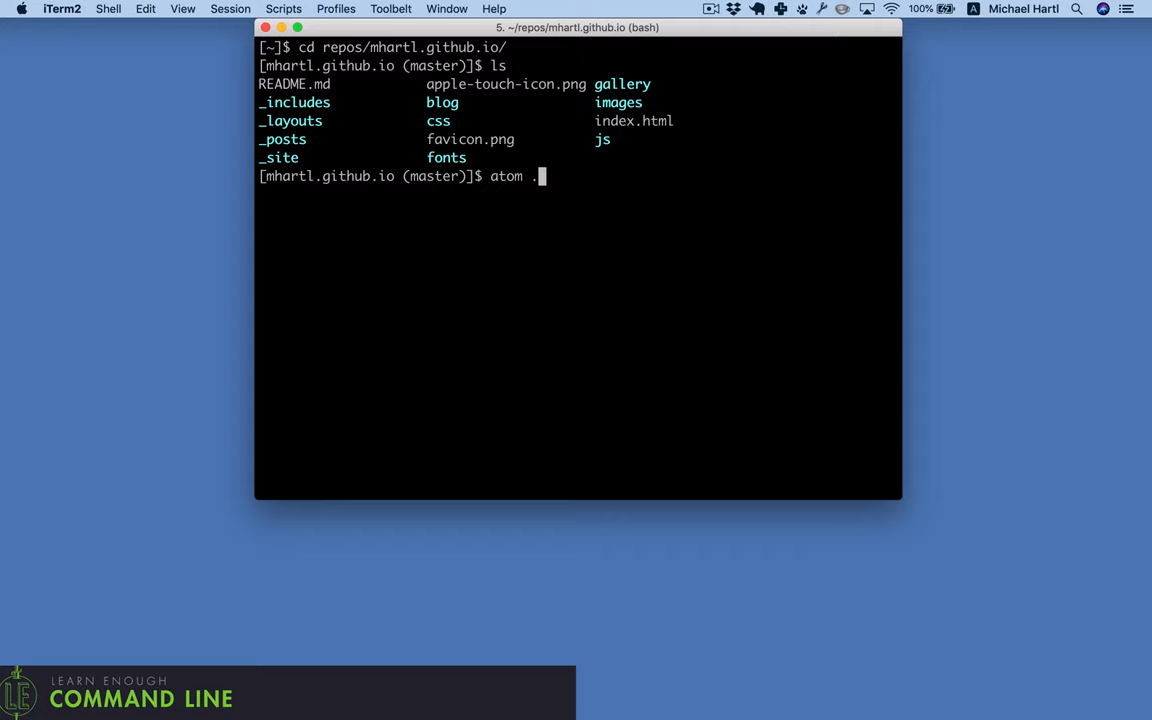 iTerm2 Shell Edit View Session Scripts Profiles Toolbelt Window Help 100% A Michael Hartl
5. ~/repos/mhartl.github.io (bash)
[~]$ cd repos/mhartl.github.io/
[mhartl.github.io (master)]$ ls
README.md apple-touch-icon.png gallery
_includes blog images
_layouts css index.html
_posts favicon.png js
_site fonts
[mhartl.github.io (master)]$ atom .
LE
LEARN ENOUGH
COMMAND LINE